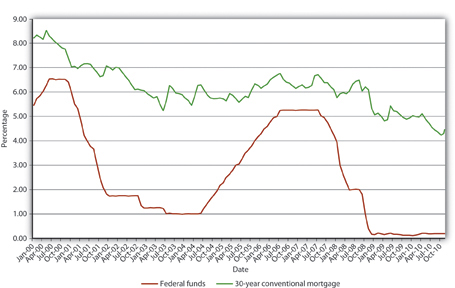 9.00
8.00
7.00
6.00
5.00
4.00
3.00
2.00
1.00
0.00
Percentage
Jan-00
Apr-00
Jul-00
Oct-00
Jan-01
Apr-01
Jul-01
Oct-01
Jan-02
Apr-02
Jul-02
Oct-02
Jan-03
Apr-03
Jul-03
Oct-03
Jan-04
Apr-04
Jul-04
Oct-04
Jan-05
Apr-05
Jul-05
Oct-05
Jan-06
Apr-06
Jul-06
Oct-06
Jan-07
Apr-07
Jul-07
Oct-07
Jan-08
Apr-08
Jul-08
Oct-08
Jan-09
Apr-09
Jul-09
Oct-09
Jan-10
Apr-10
Jul-10
Oct-10
Date
Federal funds
30-year conventional mortgage